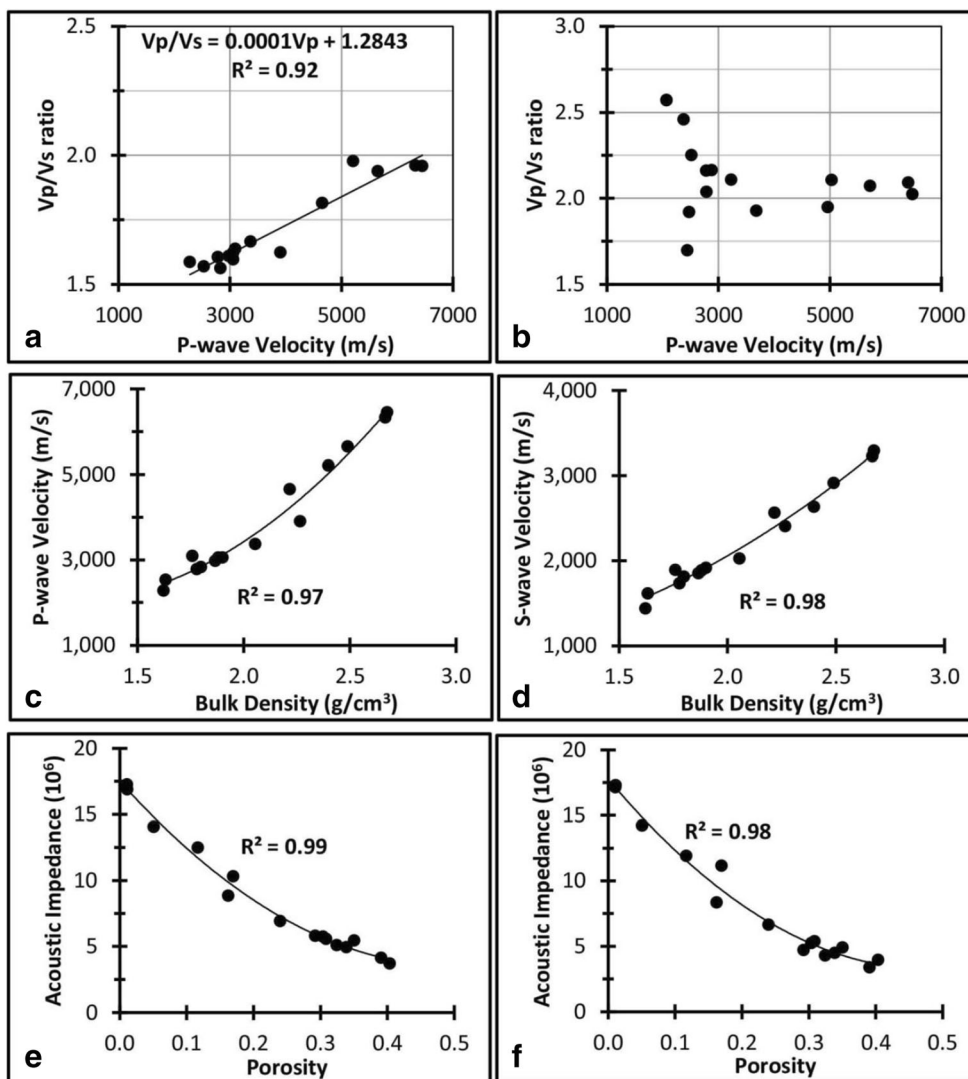 2.5
Vp/Vs = 0.0001Vp + 1.2843
R² = 0.92
2.0
1.5
Vp/Vs ratio
1000 3000 5000 7000
a
P-wave Velocity (m/s)
3.0
2.5
2.0
1.5
Vp/Vs ratio
1000 3000 5000 7000
b
P-wave Velocity (m/s)
7,000
5,000
3,000
1,000
P-wave Velocity (m/s)
R² = 0.97
1.5 2.0 2.5 3.0
c
Bulk Density (g/cm³)
4,000
3,000
2,000
1,000
S-wave Velocity (m/s)
R² = 0.98
1.5 2.0 2.5 3.0
d
Bulk Density (g/cm³)
20
15
10
5
0
Acoustic Impedance (10⁶)
R² = 0.99
0.0 0.1 0.2 0.3 0.4 0.5
e
Porosity
20
15
10
5
0
Acoustic Impedance (10⁶)
R² = 0.98
0.0 0.1 0.2 0.3 0.4 0.5
f
Porosity